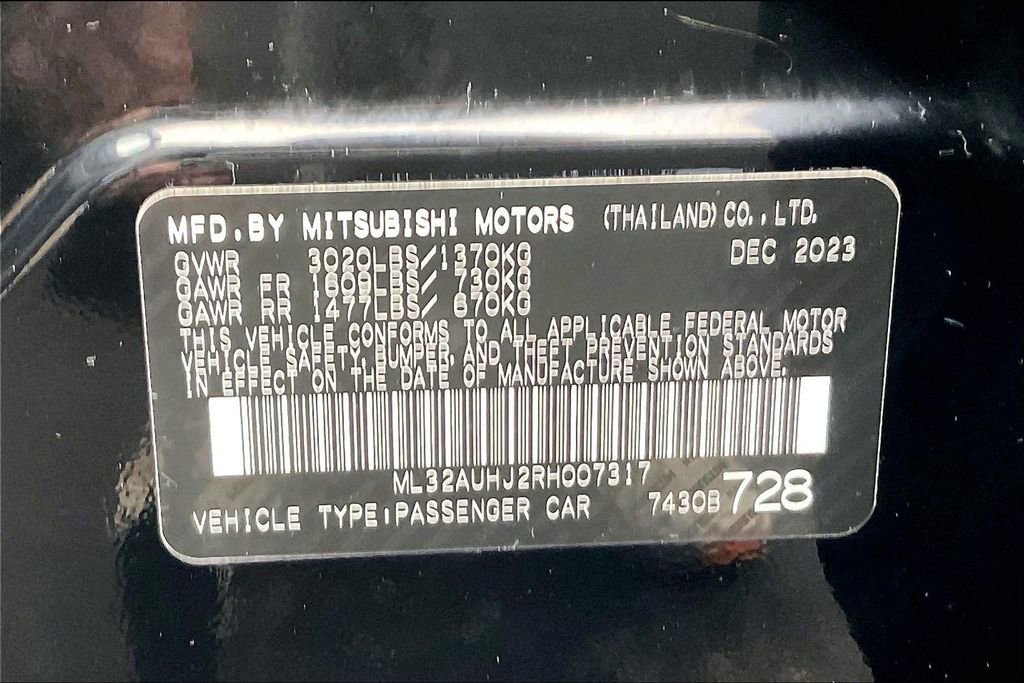 MFD.BY MITSUBISHI MOTORS (THAILAND) CO.,LTD.
DEC 2023
GVWR 3020LBS/1370KG
GAWR FR 1609LBS/ 730KG
GAWR RR 1477LBS/ 670KG
THIS VEHICLE CONFORMS TO ALL APPLICABLE FEDERAL MOTOR
VEHICLE SAFETY, BUMPER, AND THEFT PREVENTION STANDARDS
IN EFFECT ON THE DATE OF MANUFACTURE SHOWN ABOVE.
ML32AUHJ2RH007317
VEHICLE TYPE:PASSENGER CAR 7430B 728